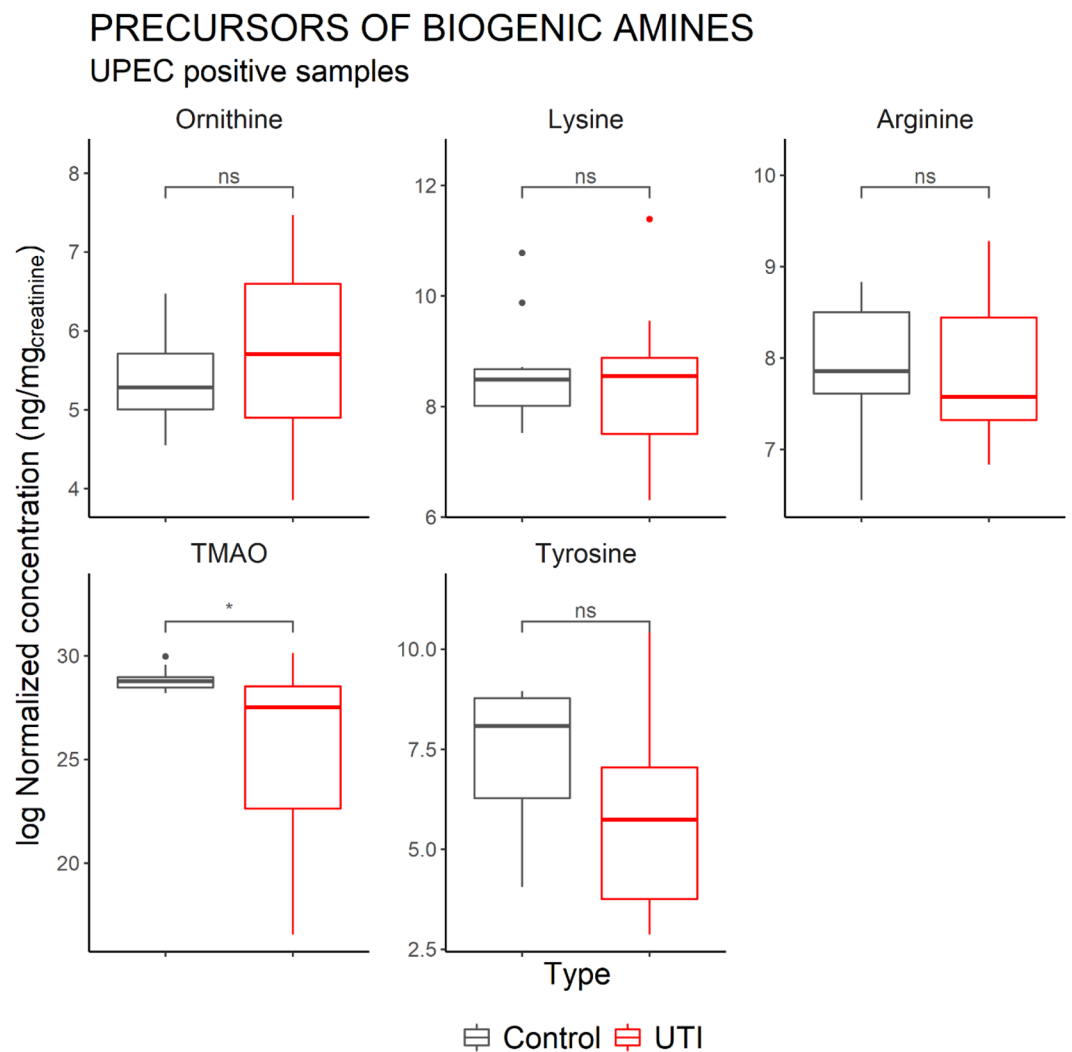 PRECURSORS OF BIOGENIC AMINES
UPEC positive samples
Ornithine
Lysine
Arginine
8
7
6
5
4
ns
12
10
8
6
ns
10
9
8
7
ns
log Normalized concentration (ng/mgcreatinine)
TMAO
Tyrosine
30
25
20
*
10.0
7.5
5.0
2.5
ns
Type
Control UTI